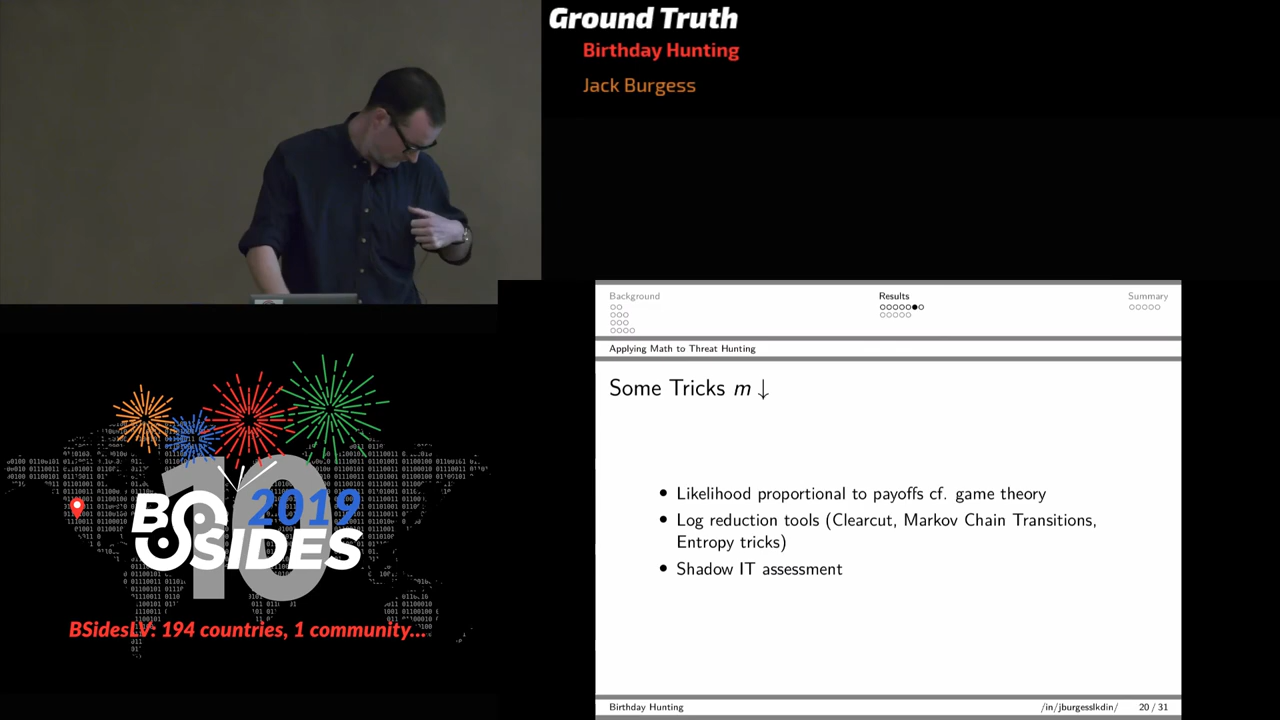 Ground Truth
Birthday Hunting
Jack Burgess
Background
Results
Summary
Applying Math to Threat Hunting
Some Tricks m ↓
• Likelihood proportional to payoffs cf. game theory
• Log reduction tools (Clearcut, Markov Chain Transitions,
Entropy tricks)
• Shadow IT assessment
Birthday Hunting
/in/jburgesslkdin/
20 / 31
10
2019
BSIDES
BSidesLV: 194 countries, 1 community...